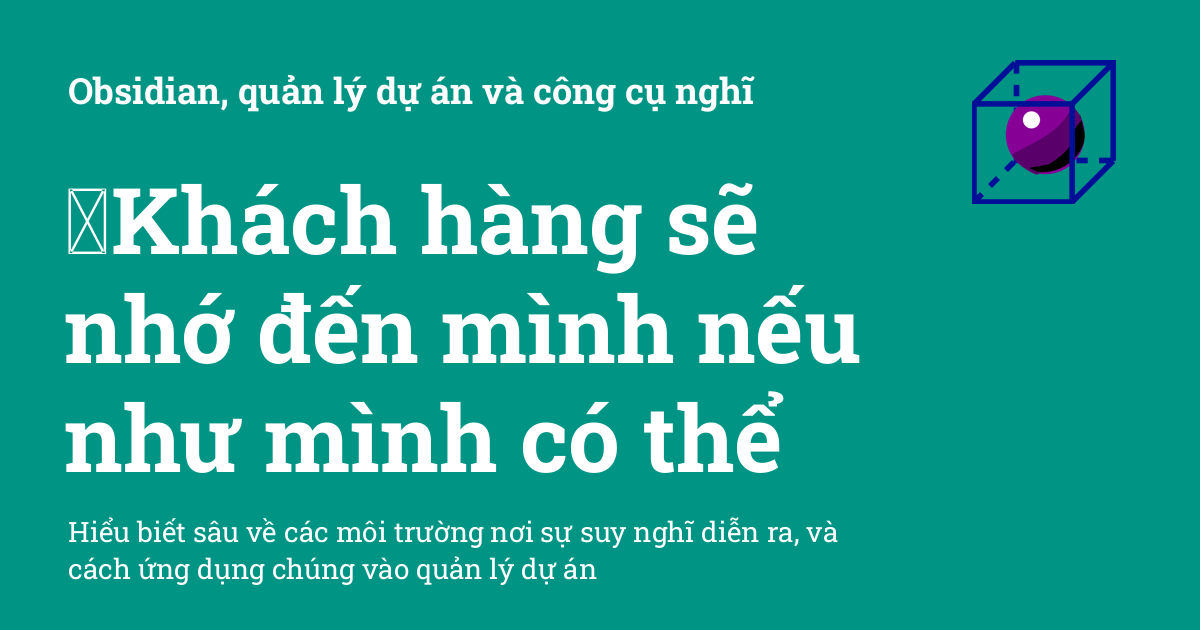 Obsidian, quản lý dự án và công cụ nghĩ
Khách hàng sẽ
nhớ đến mình nếu
như mình có thể
Hiểu biết sâu về các môi trường nơi sự suy nghĩ diễn ra, và
cách ứng dụng chúng vào quản lý dự án